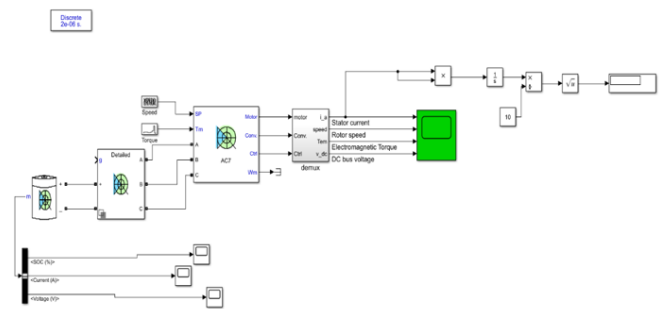 Discrete
2e-06 s.
Speed
Torque
SP
Tm
A
B
C
AC7
Motor
Conv.
Ctrl
Wm
motor
Conv.
Ctrl
i_a
speed
Tem
v_dc
demux
Stator current
Rotor speed
Electromagnetic Torque
DC bus voltage
×
1
s
×
÷
10
Detailed
g
A
B
C
+
-
m
+
-
<SOC (%)>
<Current (A)>
<Voltage (V)>